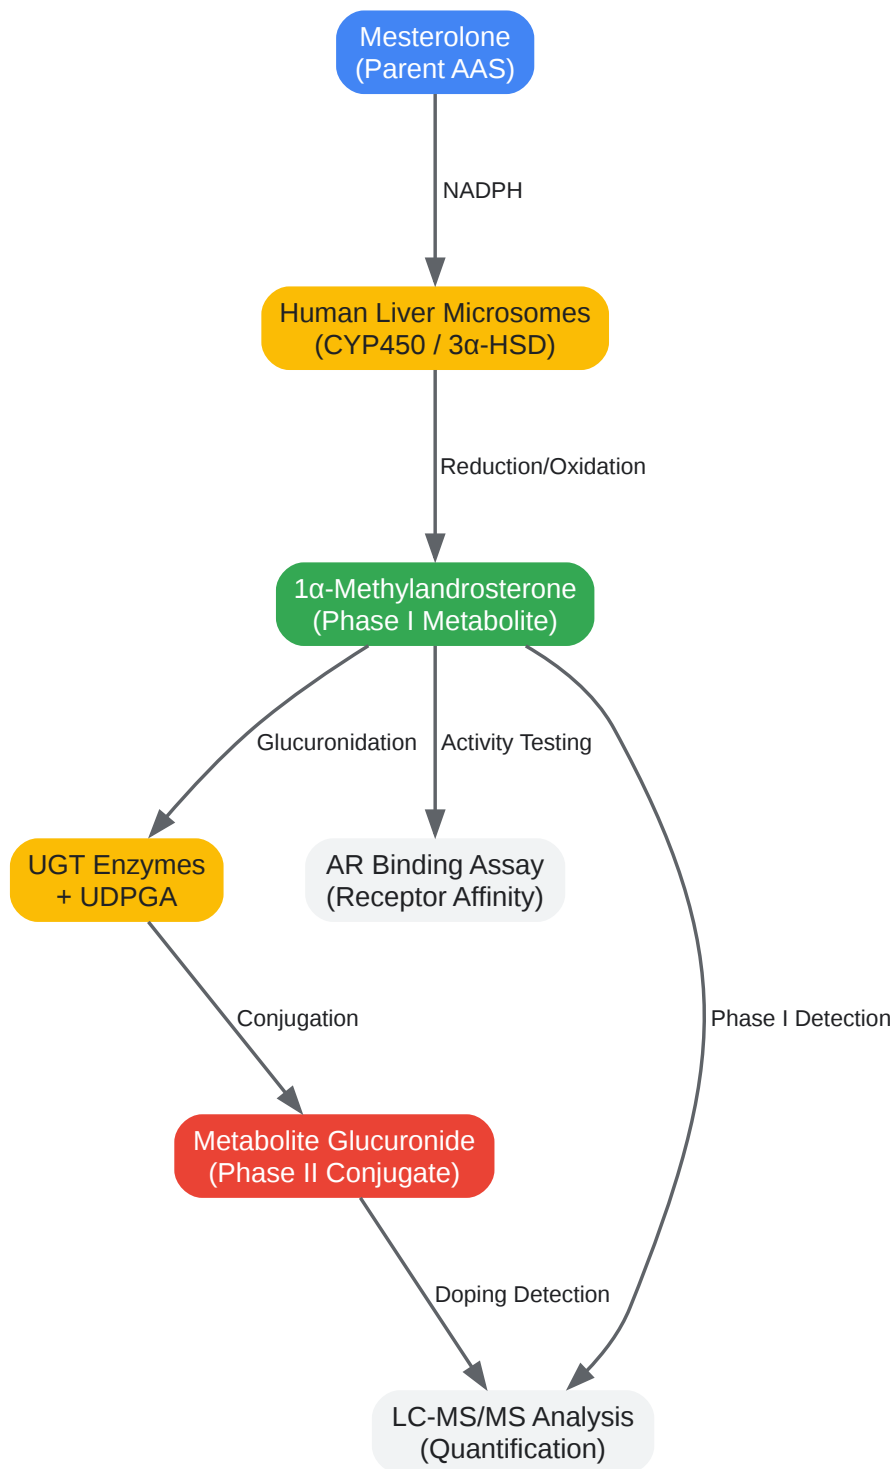 Mesterolone
(Parent AAS)
NADPH
Human Liver Microsomes
(CYP450 / 3α-HSD)
Reduction/Oxidation
1α-Methylandrosterone
(Phase I Metabolite)
Glucuronidation
Activity Testing
UGT Enzymes
+ UDPGA
AR Binding Assay
(Receptor Affinity)
Conjugation
Phase I Detection
Metabolite Glucuronide
(Phase II Conjugate)
Doping Detection
LC-MS/MS Analysis
(Quantification)